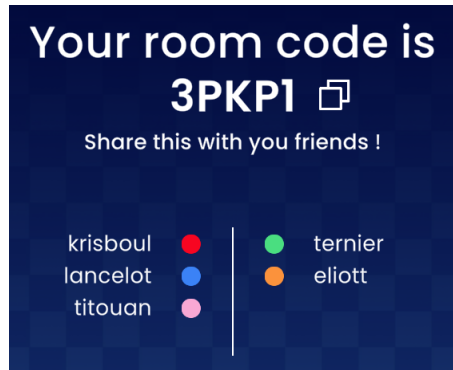 Your room code is
3PKP1
Share this with you friends !
krisboul
lancelot
titouan
ternier
eliott